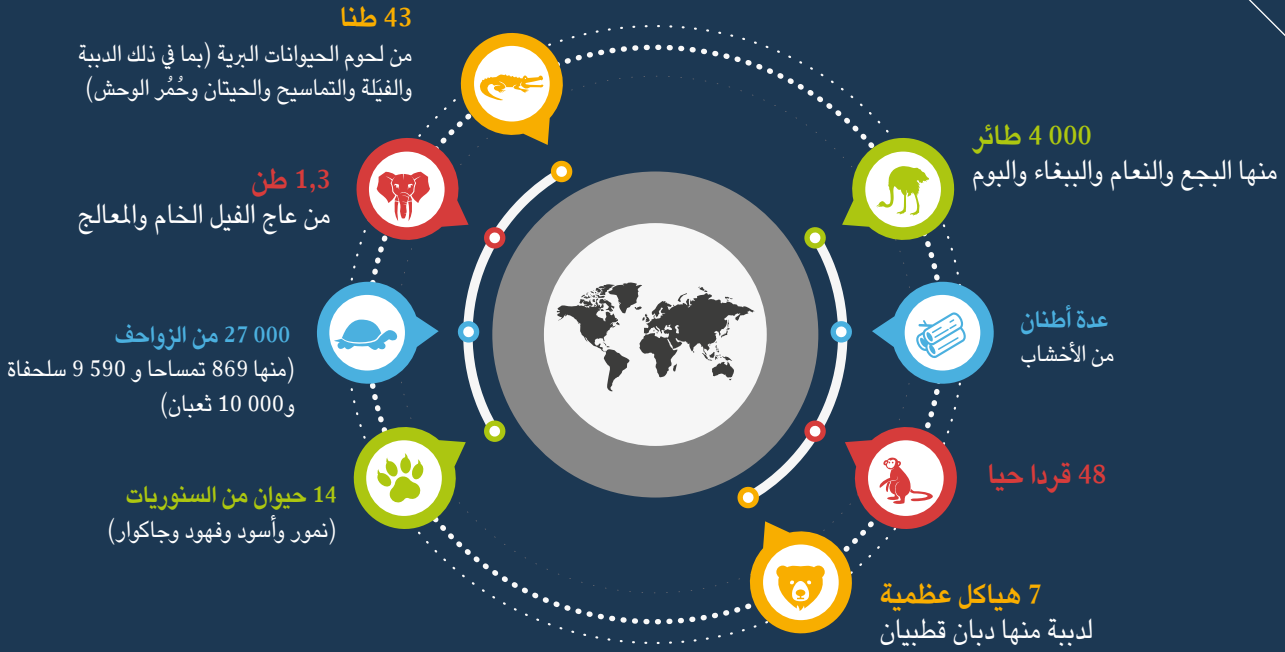 43 طنا
من لحوم الحيوانات البرية (بما في ذلك الدببة
والفيَلة والتماسيح والحيتان وحُمُر الوحش)
4 000 طائر
منها البجع والنعام والببغاء والبوم
1,3 طن
من عاج الفيل الخام والمعالج
عدة أطنان
من الأخشاب
27 000 من الزواحف
(منها 869 تمساحا و 590 9 سلحفاة
و000 10 ثعبان)
48 قردا حيا
14 حيوان من السنوريات
(نمور وأسود وفهود وجاكوار)
7 هياكل عظمية
لدببة منها دبان قطبيان